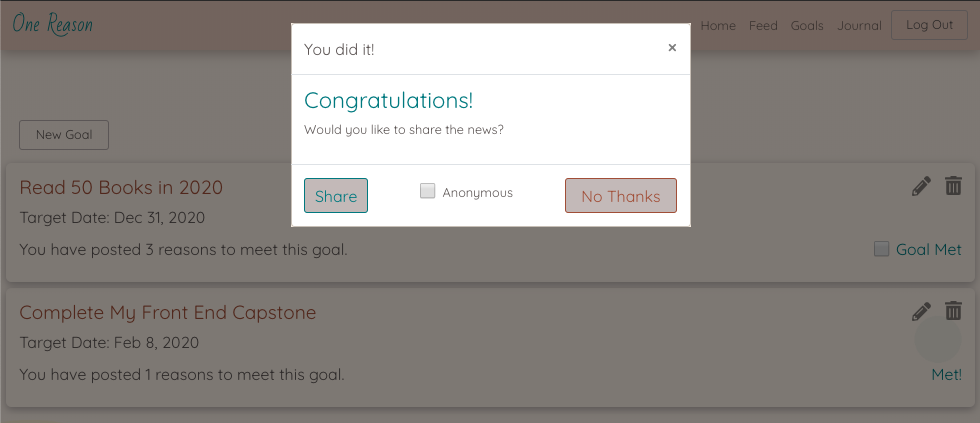 One Reason
Home Feed Goals Journal Log Out
You did it! ×
Congratulations!
Would you like to share the news?
Share Anonymous No Thanks
New Goal
Read 50 Books in 2020
Target Date: Dec 31, 2020
You have posted 3 reasons to meet this goal.
Goal Met
Complete My Front End Capstone
Target Date: Feb 8, 2020
You have posted 1 reasons to meet this goal.
Met!